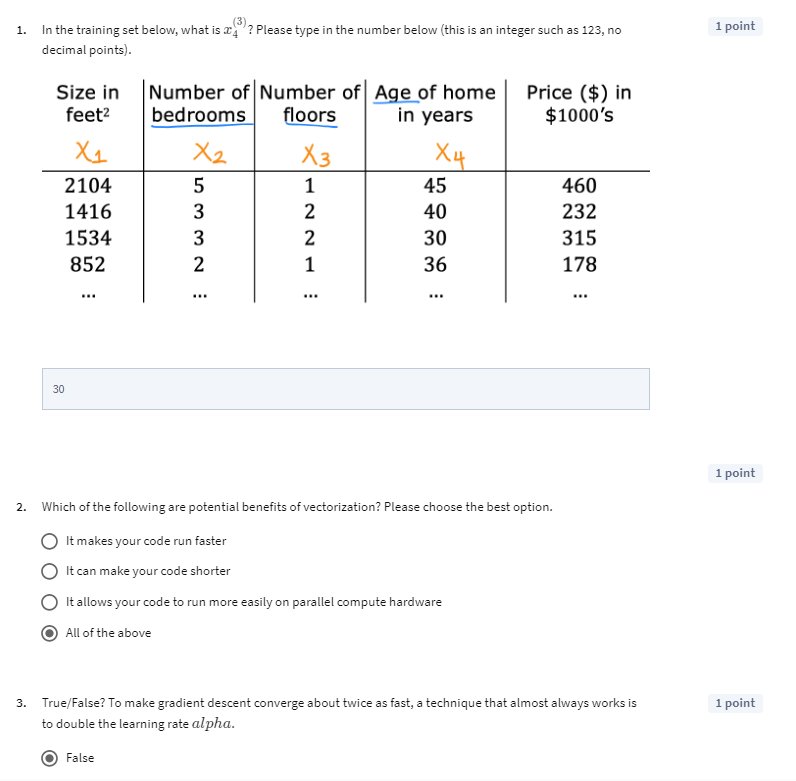 1. In the training set below, what is x₄⁽³⁾? Please type in the number below (this is an integer such as 123, no
decimal points).
1 point
Size in feet² | Number of bedrooms | Number of floors | Age of home in years | Price ($) in $1000's
X₁ X₂ X₃ X₄
2104 5 1 45 460
1416 3 2 40 232
1534 3 2 30 315
852 2 1 36 178
... ... ... ... ...
30
1 point
2. Which of the following are potential benefits of vectorization? Please choose the best option.
It makes your code run faster
It can make your code shorter
It allows your code to run more easily on parallel compute hardware
All of the above
3. True/False? To make gradient descent converge about twice as fast, a technique that almost always works is
to double the learning rate alpha.
1 point
False